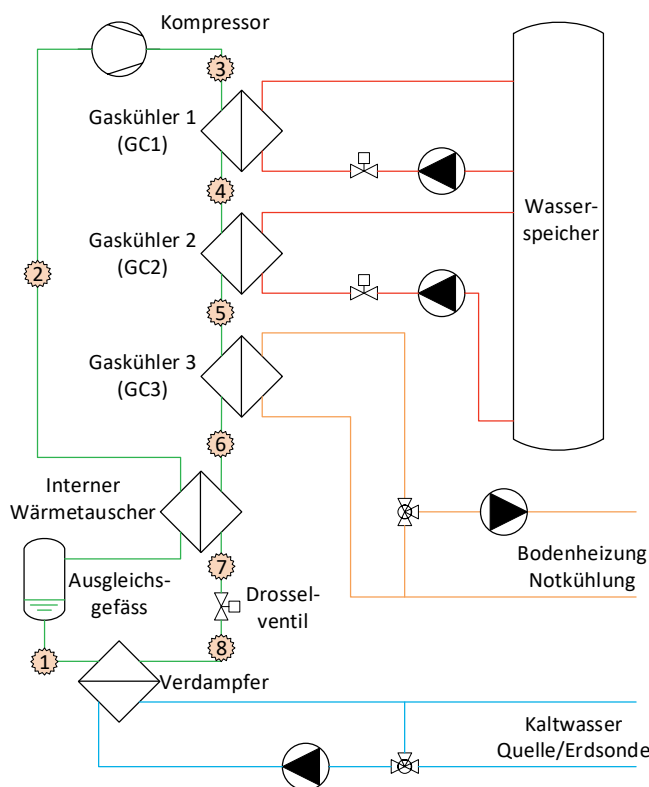 Kompressor
3
Gaskühler 1
(GC1)
4
Wasser-
speicher
Gaskühler 2
(GC2)
2
5
Gaskühler 3
(GC3)
6
Interner
Wärmetauscher
7
Bodenheizung
Notkühlung
Ausgleichs-
gefäss
Drossel-
ventil
8
1
Verdampfer
Kaltwasser
Quelle/Erdsonde